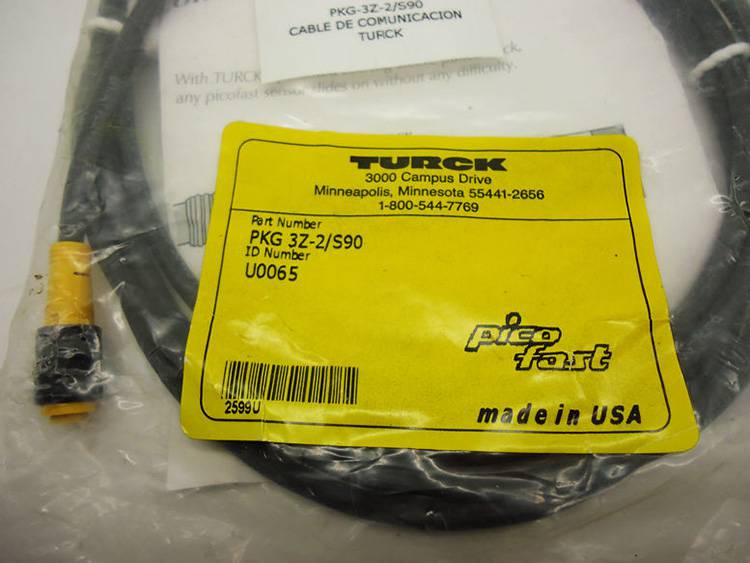 PKG-3Z-2/S90
CABLE DE COMUNICACION
TURCK
With TURCK
any picofast sensor slides on without any difficulty.
TURCK
3000 Campus Drive
Minneapolis, Minnesota 55441-2656
1-800-544-7769
Part Number
PKG 3Z-2/S90
ID Number
U0065
pico
fast
2599U
made in USA